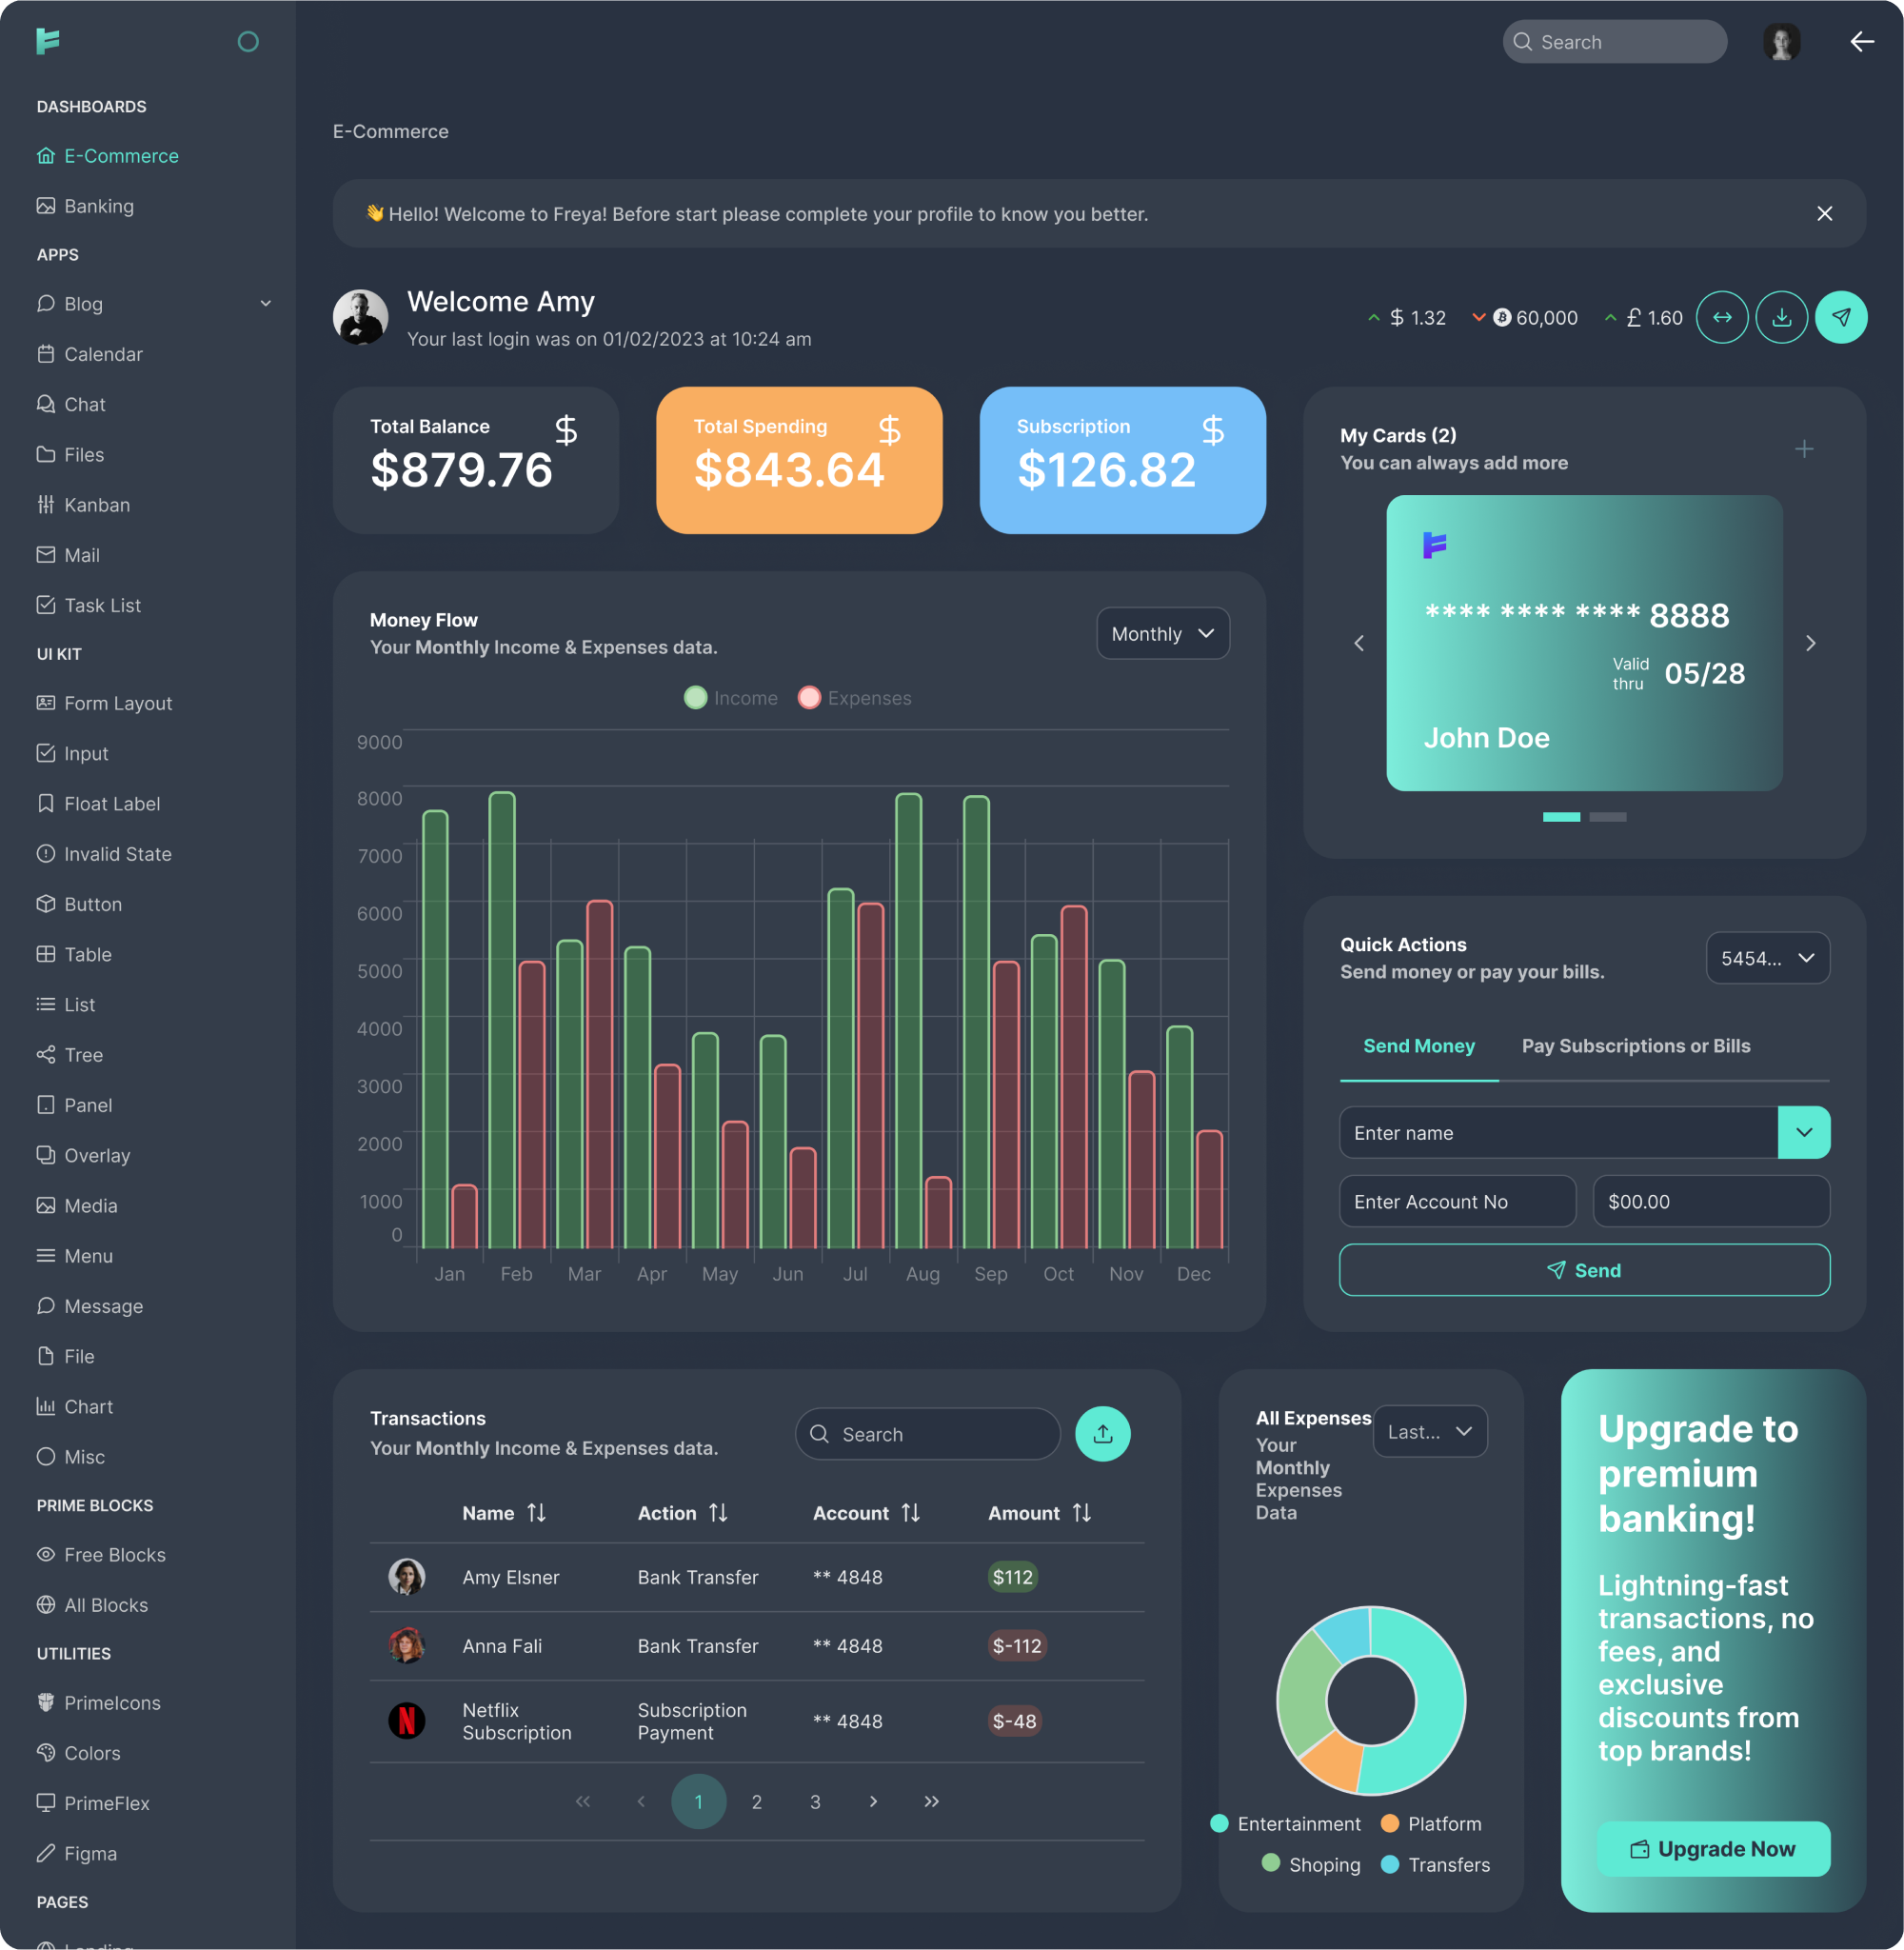 Search
DASHBOARDS
E-Commerce
Banking
APPS
Blog
Calendar
Chat
Files
Kanban
Mail
Task List
UI KIT
Form Layout
Input
Float Label
Invalid State
Button
Table
List
Tree
Panel
Overlay
Media
Menu
Message
File
Chart
Misc
PRIME BLOCKS
Free Blocks
All Blocks
UTILITIES
PrimeIcons
Colors
PrimeFlex
Figma
PAGES
E-Commerce
👋 Hello! Welcome to Freya! Before start please complete your profile to know you better.
Welcome Amy
Your last login was on 01/02/2023 at 10:24 am
$ 1.32
60,000
£ 1.60
Total Balance
$879.76
Total Spending
$843.64
Subscription
$126.82
Money Flow
Your Monthly Income & Expenses data.
Monthly
Income
Expenses
9000
8000
7000
6000
5000
4000
3000
2000
1000
0
Jan Feb Mar Apr May Jun Jul Aug Sep Oct Nov Dec
My Cards (2)
You can always add more
**** **** **** 8888
Valid
thru
05/28
John Doe
Quick Actions
Send money or pay your bills.
5454...
Send Money
Pay Subscriptions or Bills
Enter name
Enter Account No
$00.00
Send
Transactions
Your Monthly Income & Expenses data.
Search
Name Action Account Amount
Amy Elsner Bank Transfer ** 4848 $112
Anna Fali Bank Transfer ** 4848 $-112
Netflix
Subscription
Subscription
Payment
** 4848
$-48
1 2 3
All Expenses
Your
Monthly
Expenses
Data
Last...
Entertainment
Platform
Shoping
Transfers
Upgrade to
premium
banking!
Lightning-fast
transactions, no
fees, and
exclusive
discounts from
top brands!
Upgrade Now